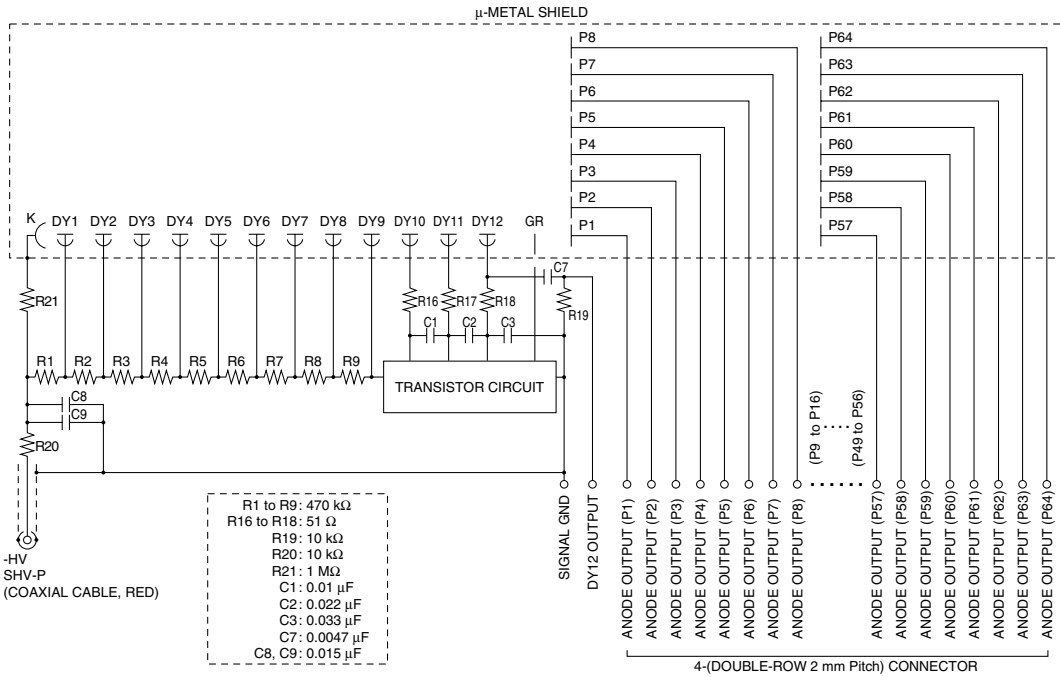 μ-METAL SHIELD
P8
P7
P6
P5
P4
P3
P2
P1
P64
P63
P62
P61
P60
P59
P58
P57
K DY1 DY2 DY3 DY4 DY5 DY6 DY7 DY8 DY9 DY10 DY11 DY12 GR
C7
R21
R16 R17 R18
R19
C1 C2 C3
R1 R2 R3 R4 R5 R6 R7 R8 R9
TRANSISTOR CIRCUIT
C8
C9
R20
-HV
SHV-P
(COAXIAL CABLE, RED)
R1 to R9: 470 kΩ
R16 to R18: 51 Ω
R19: 10 kΩ
R20: 10 kΩ
R21: 1 MΩ
C1: 0.01 μF
C2: 0.022 μF
C3: 0.033 μF
C7: 0.0047 μF
C8, C9: 0.015 μF
SIGNAL GND
DY12 OUTPUT
ANODE OUTPUT (P1)
ANODE OUTPUT (P2)
ANODE OUTPUT (P3)
ANODE OUTPUT (P4)
ANODE OUTPUT (P5)
ANODE OUTPUT (P6)
ANODE OUTPUT (P7)
ANODE OUTPUT (P8)
(P9 to P16)
......
(P49 to P56)
......
ANODE OUTPUT (P57)
ANODE OUTPUT (P58)
ANODE OUTPUT (P59)
ANODE OUTPUT (P60)
ANODE OUTPUT (P61)
ANODE OUTPUT (P62)
ANODE OUTPUT (P63)
ANODE OUTPUT (P64)
4-(DOUBLE-ROW 2 mm Pitch) CONNECTOR